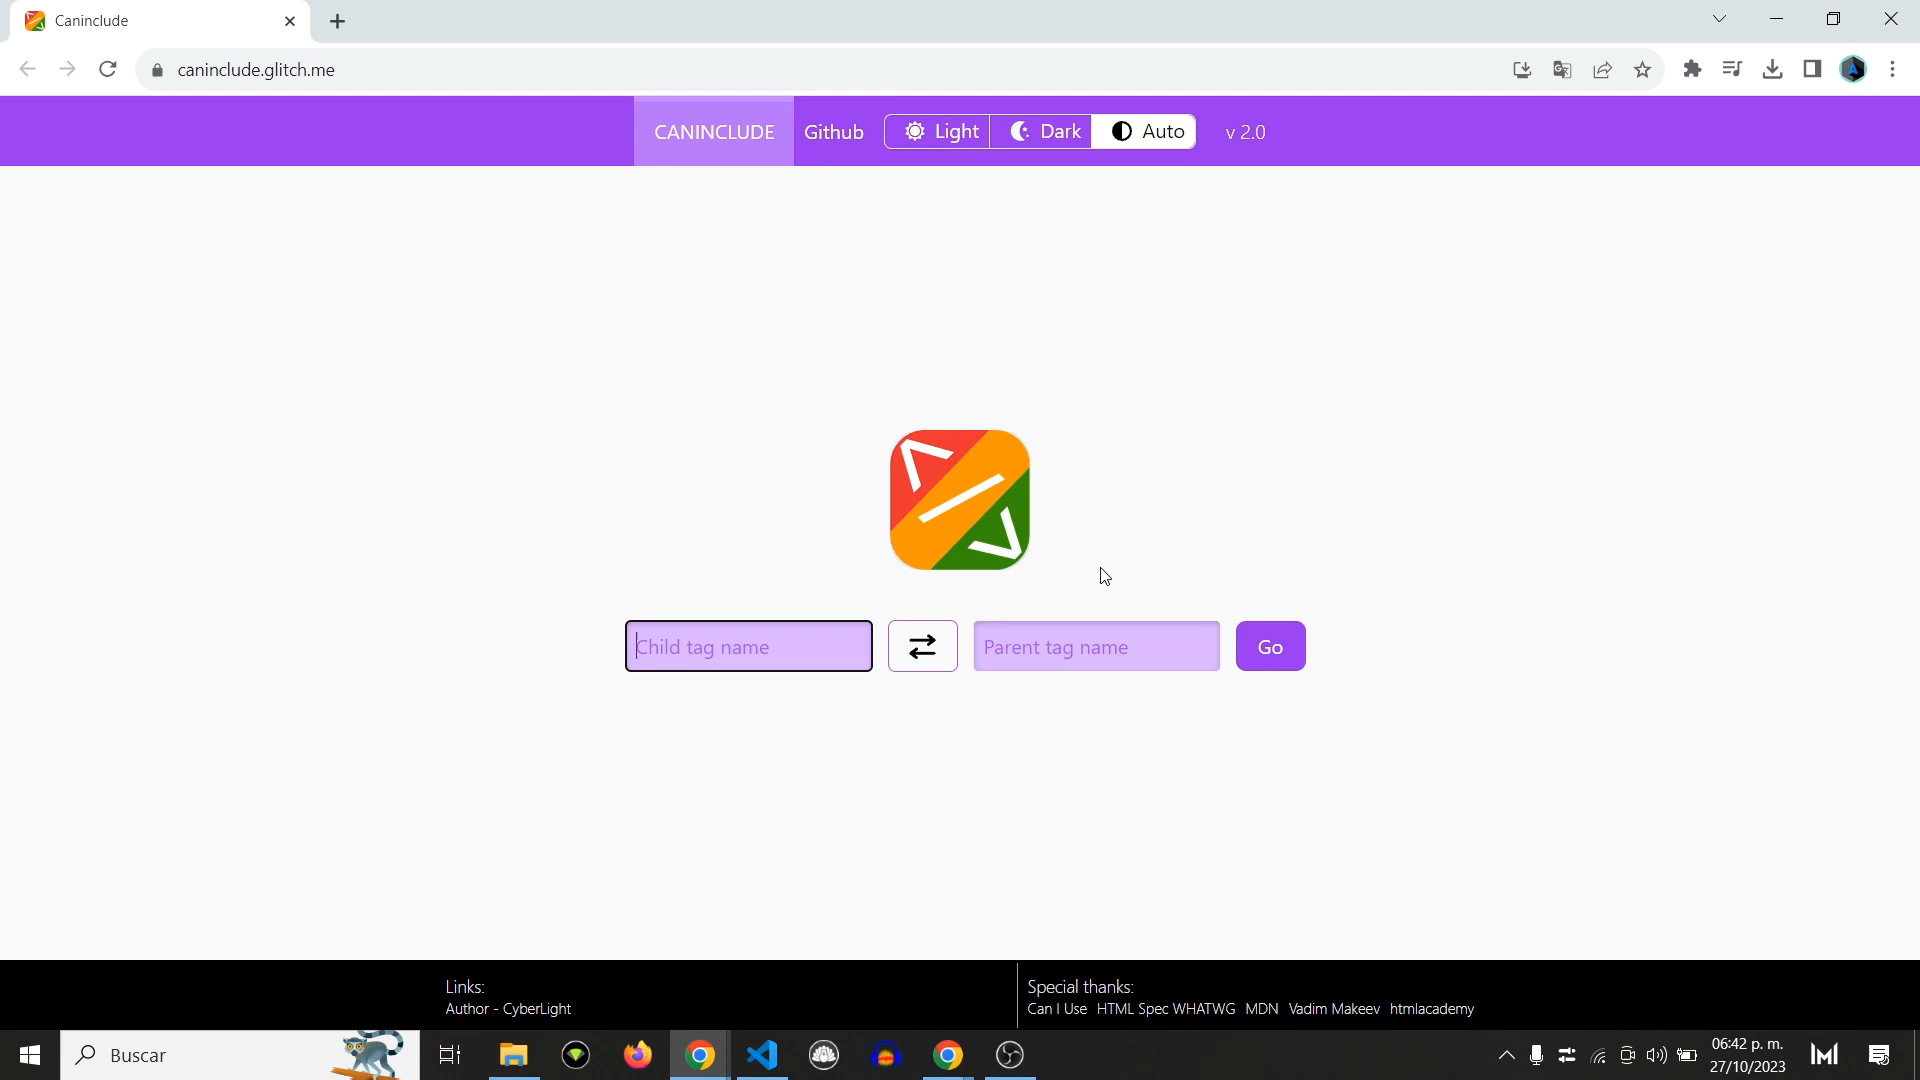 Caninclude
caninclude.glitch.me
CANINCLUDE Github Light Dark Auto v 2.0
Child tag name Parent tag name Go
Links:
Author - CyberLight
Special thanks:
Can I Use HTML Spec WHATWG MDN Vadim Makeev htmlacademy
Buscar
06:42 p. m.
27/10/2023